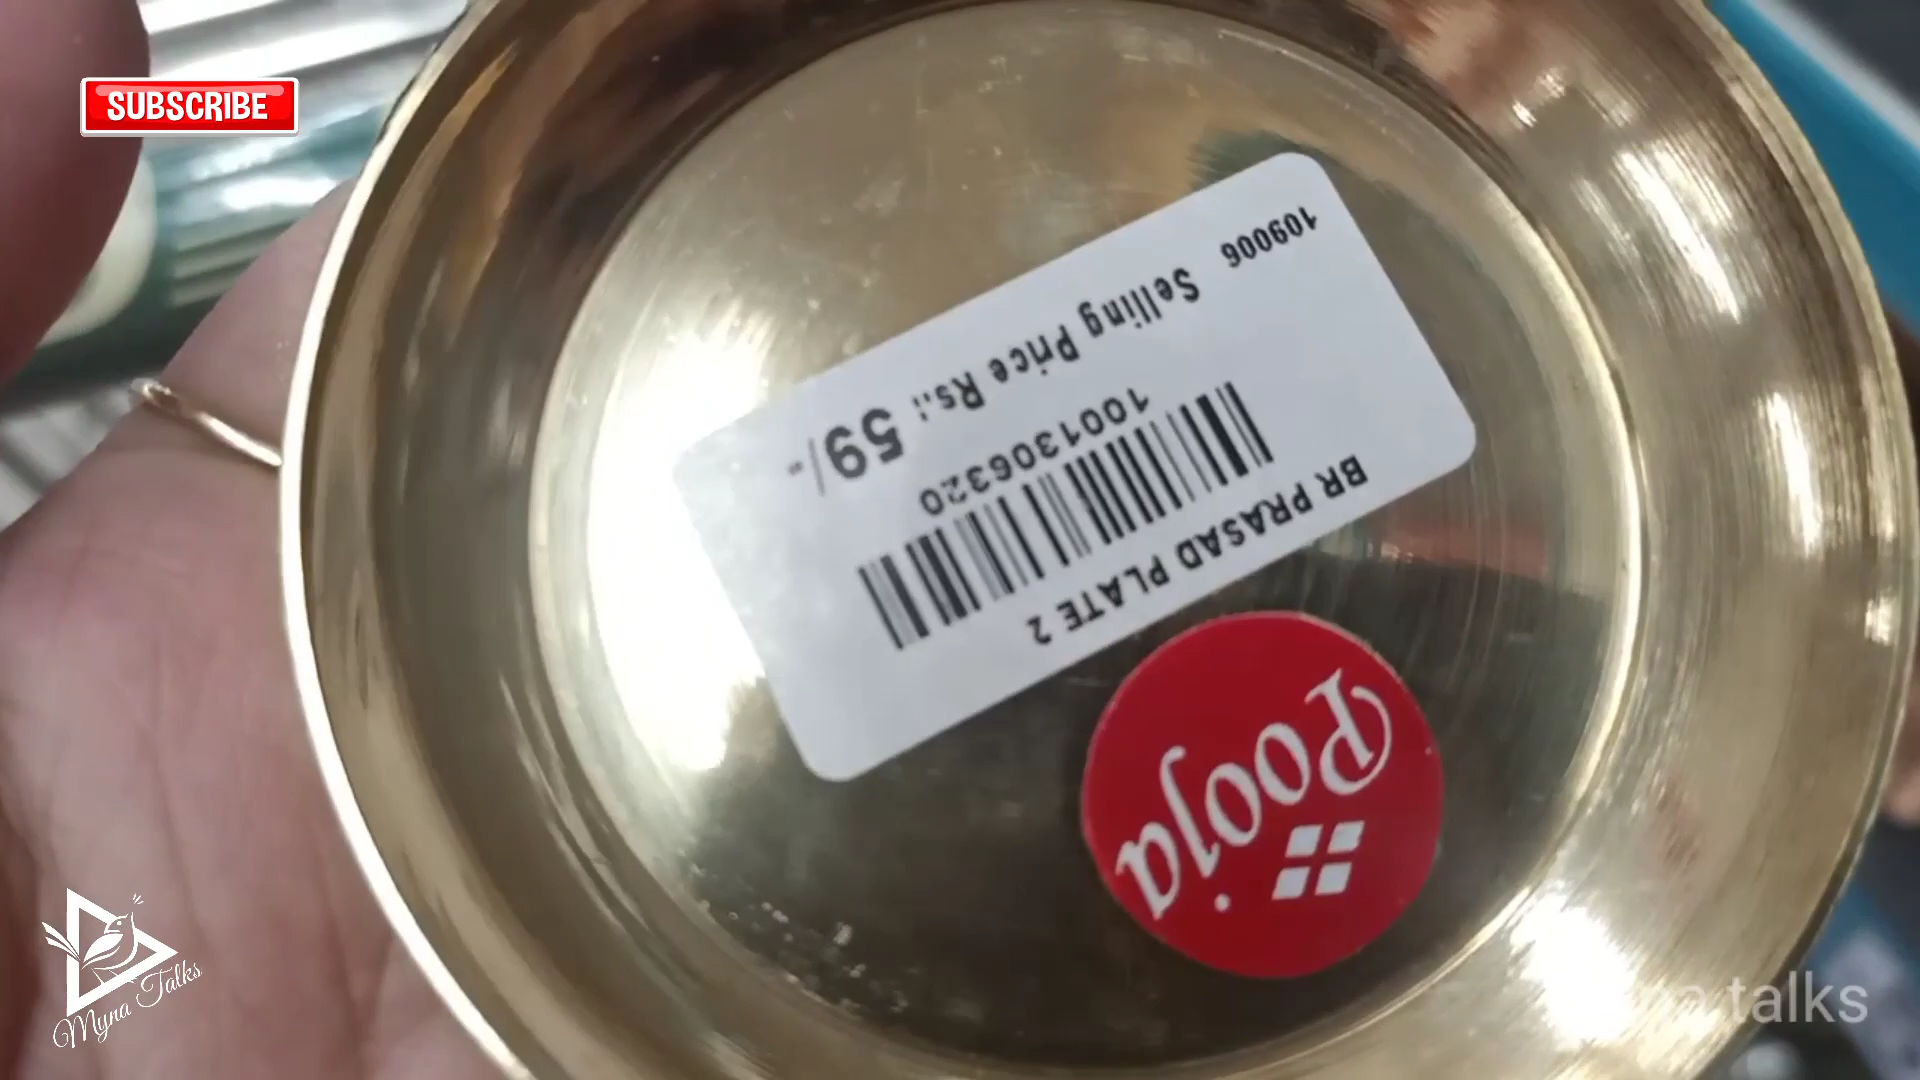 SUBSCRIBE
BR PRASAD PLATE 2
1001306320
Selling Price Rs.: 59/-
109006
Pooja
Myna Talks
talks